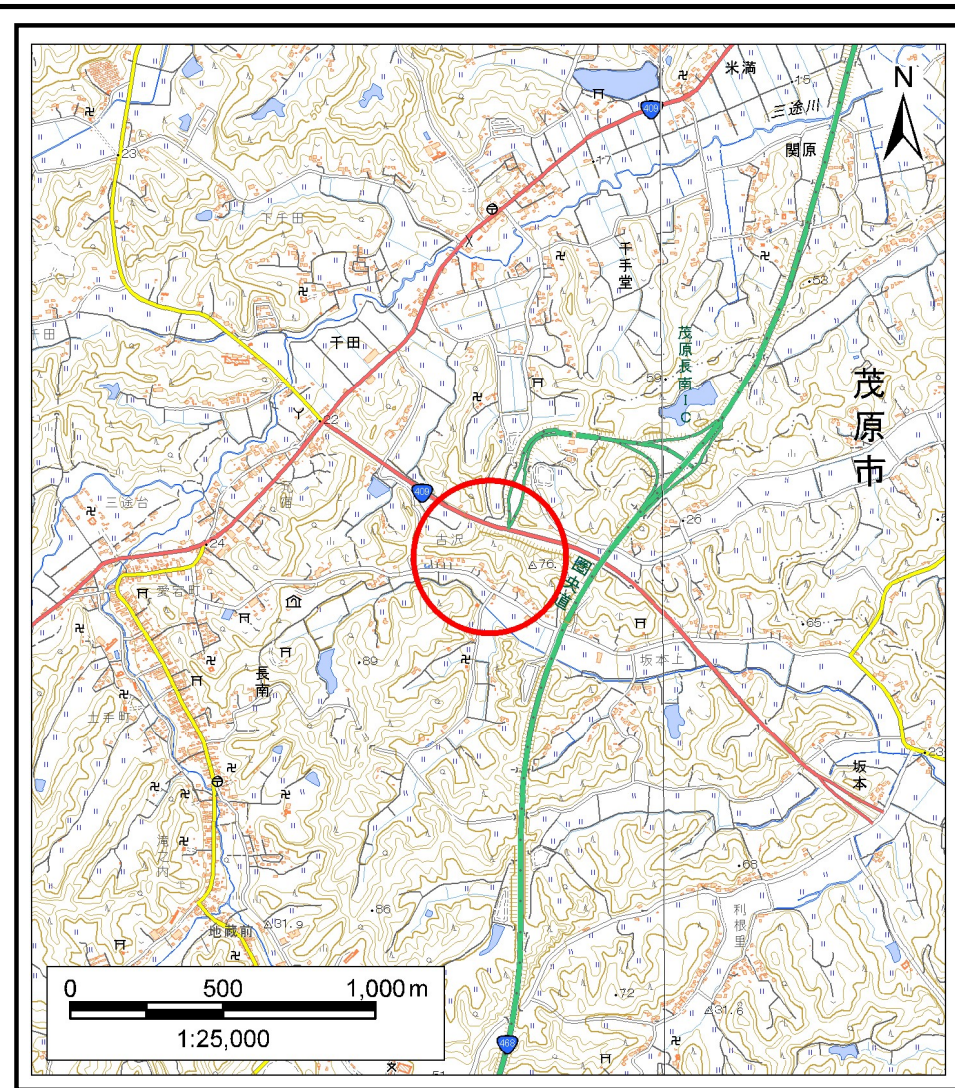 米満
15
N
409
三途川
関原
23
17
下千田
千手堂
53
千田
茂原長南IC
59
茂原市
22
三途台
409
26
古沢
24
圏央道
76.
愛宕町
65
89
坂本上
長南
土手町
23
坂本
滝之内
68
86
利根里
31.9
地蔵前
72
31.6
0 500 1,000m
1:25,000
468
51